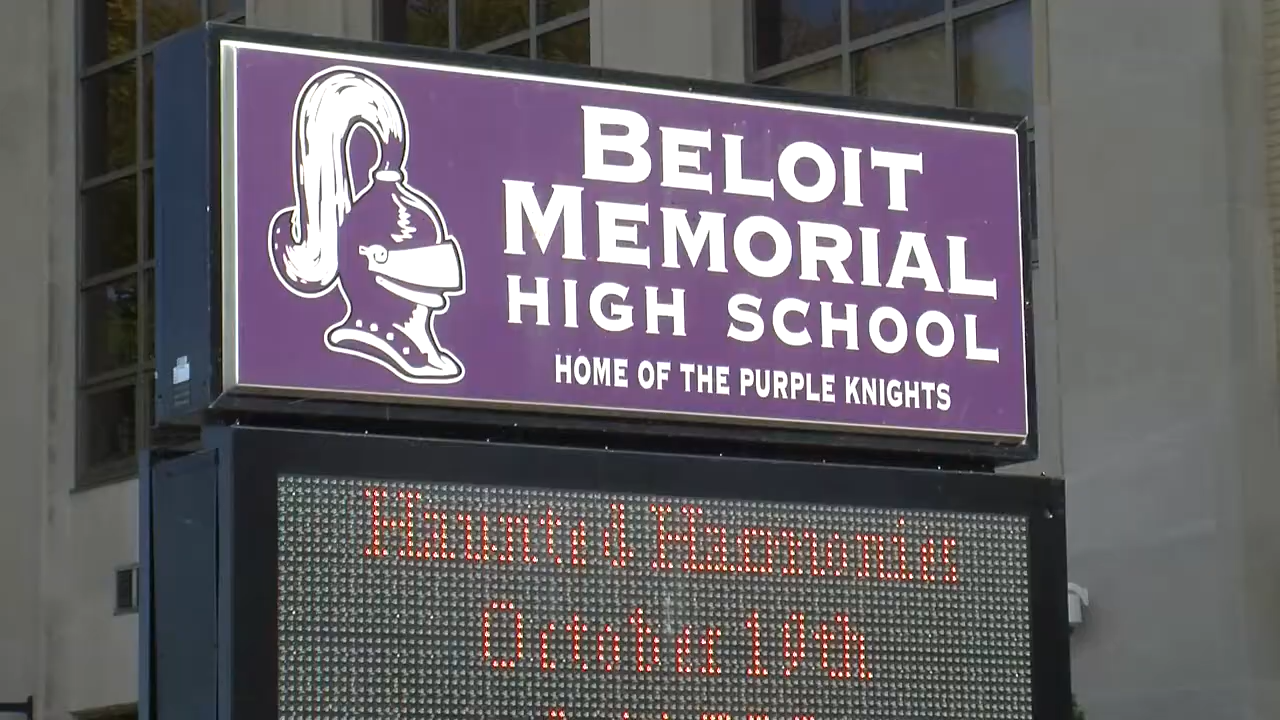 BELOIT
MEMORIAL
HIGH SCHOOL
HOME OF THE PURPLE KNIGHTS
Haunted Harmonies
October 19th